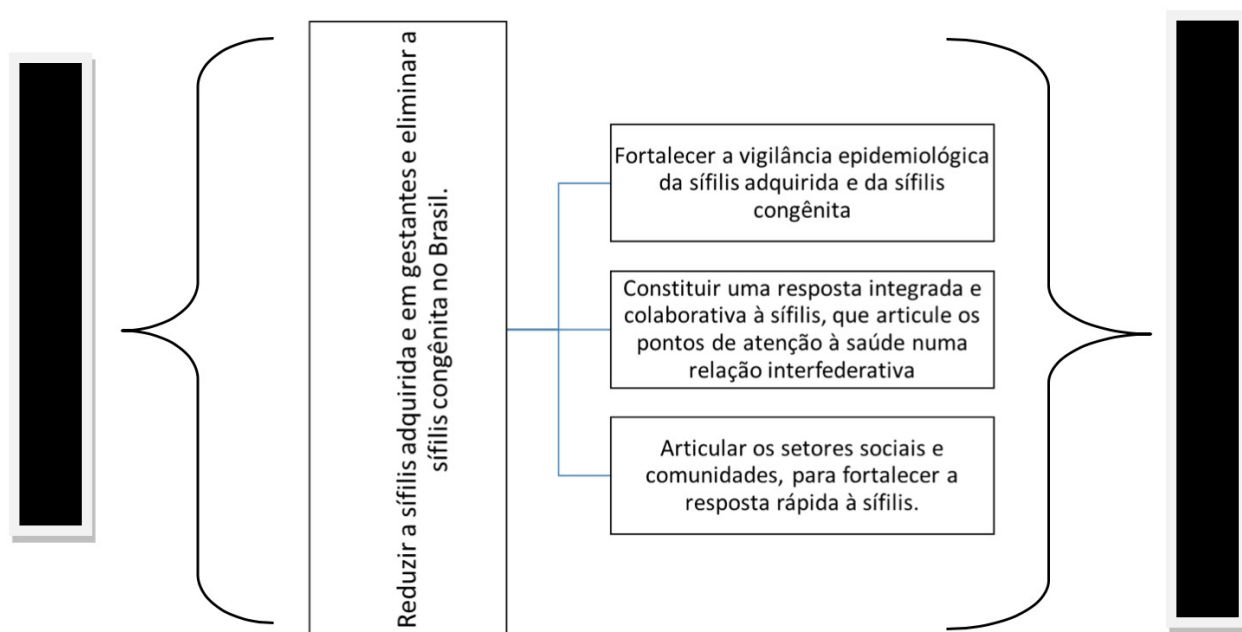 Reduzir a sífilis adquirida e em gestantes e eliminar a
sífilis congênita no Brasil.
Fortalecer a vigilância epidemiológica
da sífilis adquirida e da sífilis
congênita
Constituir uma resposta integrada e
colaborativa à sífilis, que articule os
pontos de atenção à saúde numa
relação interfederativa
Articular os setores sociais e
comunidades, para fortalecer a
resposta rápida à sífilis.